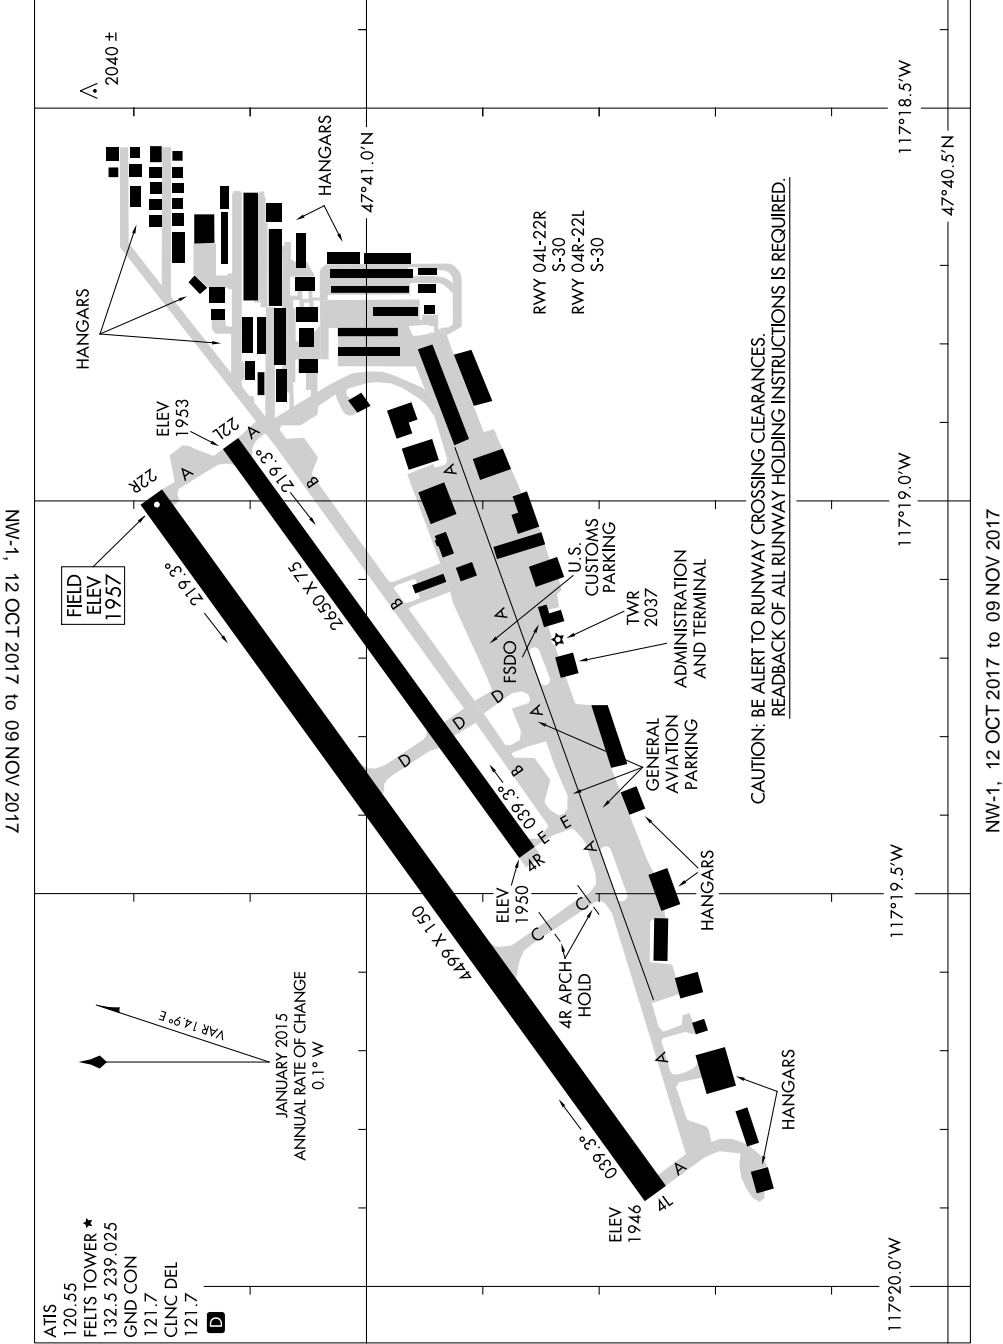 ATIS
120.55
FELTS TOWER ★
132.5 239.025
GND CON
121.7
CLNC DEL
121.7
D
JANUARY 2015
ANNUAL RATE OF CHANGE
0.1° W
VAR 14.9° E
FIELD
ELEV
1957
22R
219.3°
A
ELEV
1953
22L
A
219.3°
B
HANGARS
2040 ±
HANGARS
47°41.0'N
117°18.5'W
47°40.5'N
RWY 04L-22R
S-30
RWY 04R-22L
S-30
4499 X 150
2650 X 75
B
A
D
D
D
B
A
A
039.3°
E
E
4R
ELEV
1950
A
C
C
4R APCH
HOLD
U.S.
CUSTOMS
PARKING
FSDO
TWR
2037
ADMINISTRATION
AND TERMINAL
GENERAL
AVIATION
PARKING
HANGARS
HANGARS
A
039.3°
4L
A
ELEV
1946
117°19.0'W
117°19.5'W
117°20.0'W
CAUTION: BE ALERT TO RUNWAY CROSSING CLEARANCES.
READBACK OF ALL RUNWAY HOLDING INSTRUCTIONS IS REQUIRED.
NW-1, 12 OCT 2017 to 09 NOV 2017
NW-1, 12 OCT 2017 to 09 NOV 2017